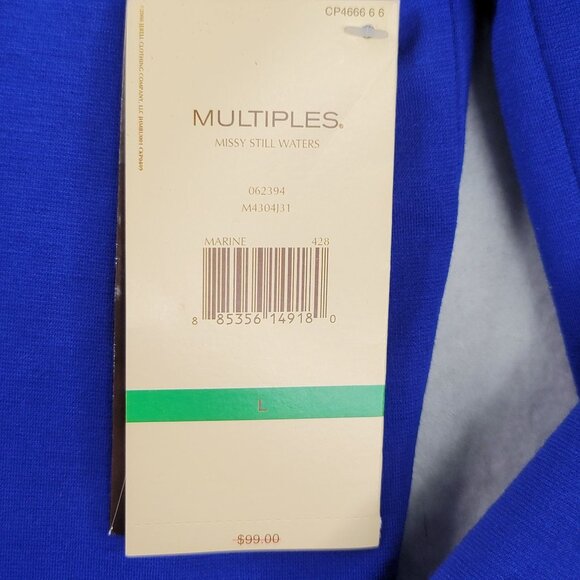 CP4666 6 6
MULTIPLES®
MISSY STILL WATERS
062394
M4304J31
MARINE 428
8 85356 14918 0
L
$99.00